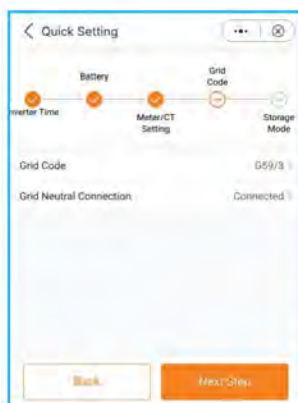 Quick Setting
Battery
Grid
Code
nverter Time
Meter/CT
Setting
Storage
Mode
Grid Code
G59/3
Grid Neutral Connection
Connected
Back
Next Step